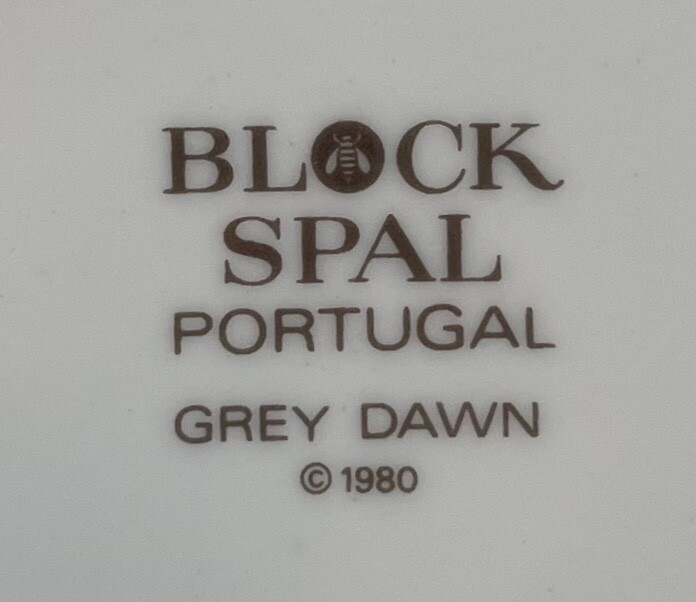 BLOCK
SPAL
PORTUGAL
GREY DAWN
© 1980